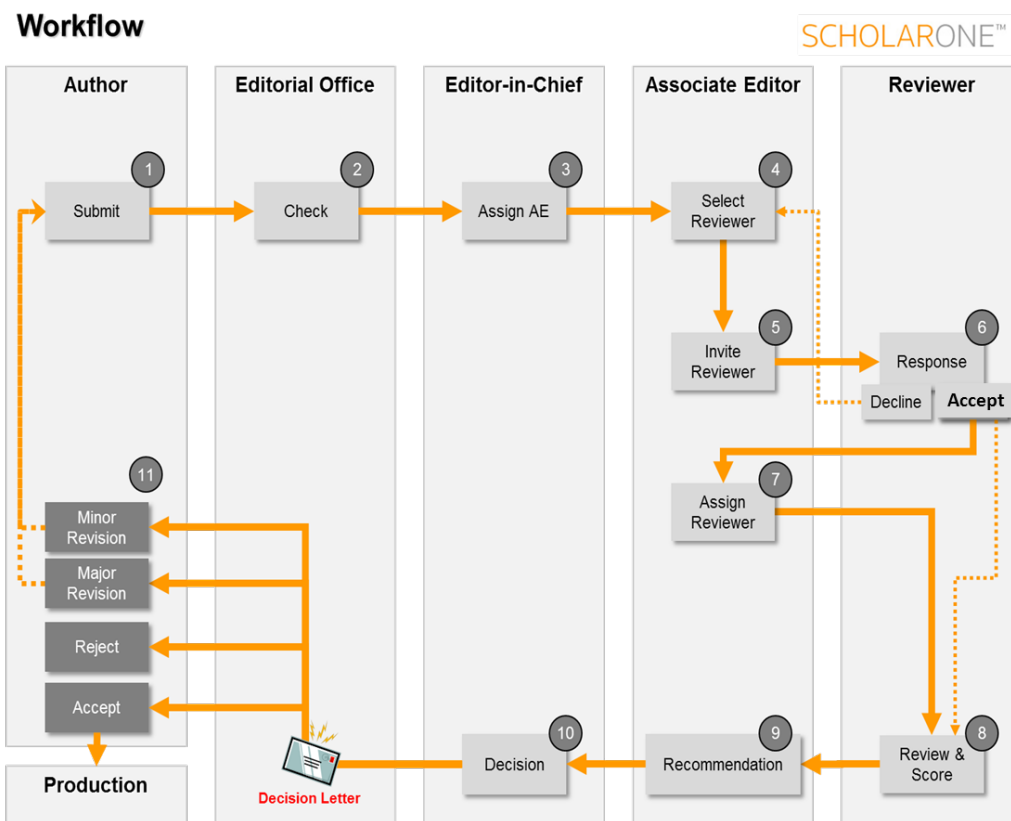 Workflow
SCHOLARONE™
Author
Editorial Office
Editor-in-Chief
Associate Editor
Reviewer
1
Submit
2
Check
3
Assign AE
4
Select
Reviewer
5
Invite
Reviewer
6
Response
Decline
Accept
7
Assign
Reviewer
11
Minor
Revision
Major
Revision
Reject
Accept
8
Review &
Score
9
Recommendation
10
Decision
Decision Letter
Production